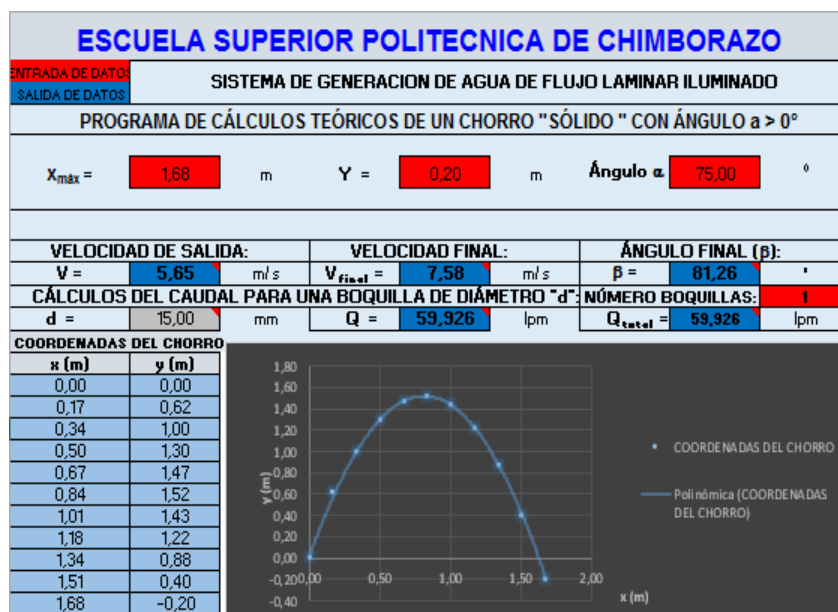 ESCUELA SUPERIOR POLITECNICA DE CHIMBORAZO
ENTRADA DE DATOS
SALIDA DE DATOS
SISTEMA DE GENERACION DE AGUA DE FLUJO LAMINAR ILUMINADO
PROGRAMA DE CÁLCULOS TEÓRICOS DE UN CHORRO "SÓLIDO " CON ÁNGULO a > 0º
Xmáx = 1,68 m Y = 0,20 m Ángulo α 75,00 º
VELOCIDAD DE SALIDA: VELOCIDAD FINAL: ÁNGULO FINAL (β):
V = 5,65 m/s Vfinal = 7,58 m/s β = 81,26 º
CÁLCULOS DEL CAUDAL PARA UNA BOQUILLA DE DIÁMETRO "d": NÚMERO BOQUILLAS: 1
d = 15,00 mm Q = 59,926 lpm Qtotal = 59,926 lpm
COORDENADAS DEL CHORRO
x (m) y (m)
0,00 0,00
0,17 0,62
0,34 1,00
0,50 1,30
0,67 1,47
0,84 1,52
1,01 1,43
1,18 1,22
1,34 0,88
1,51 0,40
1,68 -0,20
1,80
1,60
1,40
1,20
1,00
0,80
0,60
0,40
0,20
0,00
-0,20
-0,40
y (m)
0,00 0,50 1,00 1,50 2,00
x (m)
COORDENADAS DEL CHORRO
Polinómica (COORDENADAS
DEL CHORRO)